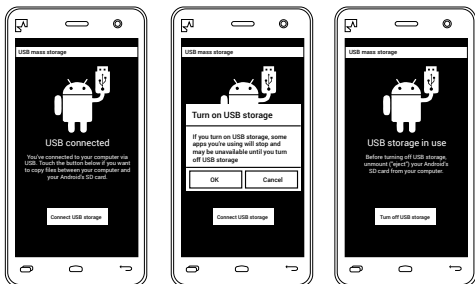 USB mass storage
USB connected
You've connected to your computer via
USB. Touch the button below if you want
to copy files between your computer and
your Android's SD card.
Connect USB storage
USB mass storage
Turn on USB
storage
If you turn on USB storage, some
apps you're using will stop and
may be unavailable until you turn
off USB storage
OK
Cancel
Connect USB storage
USB mass storage
USB storage in use
Before turning off USB storage,
unmount ("eject") your Android's
SD card from your computer.
Turn off USB storage